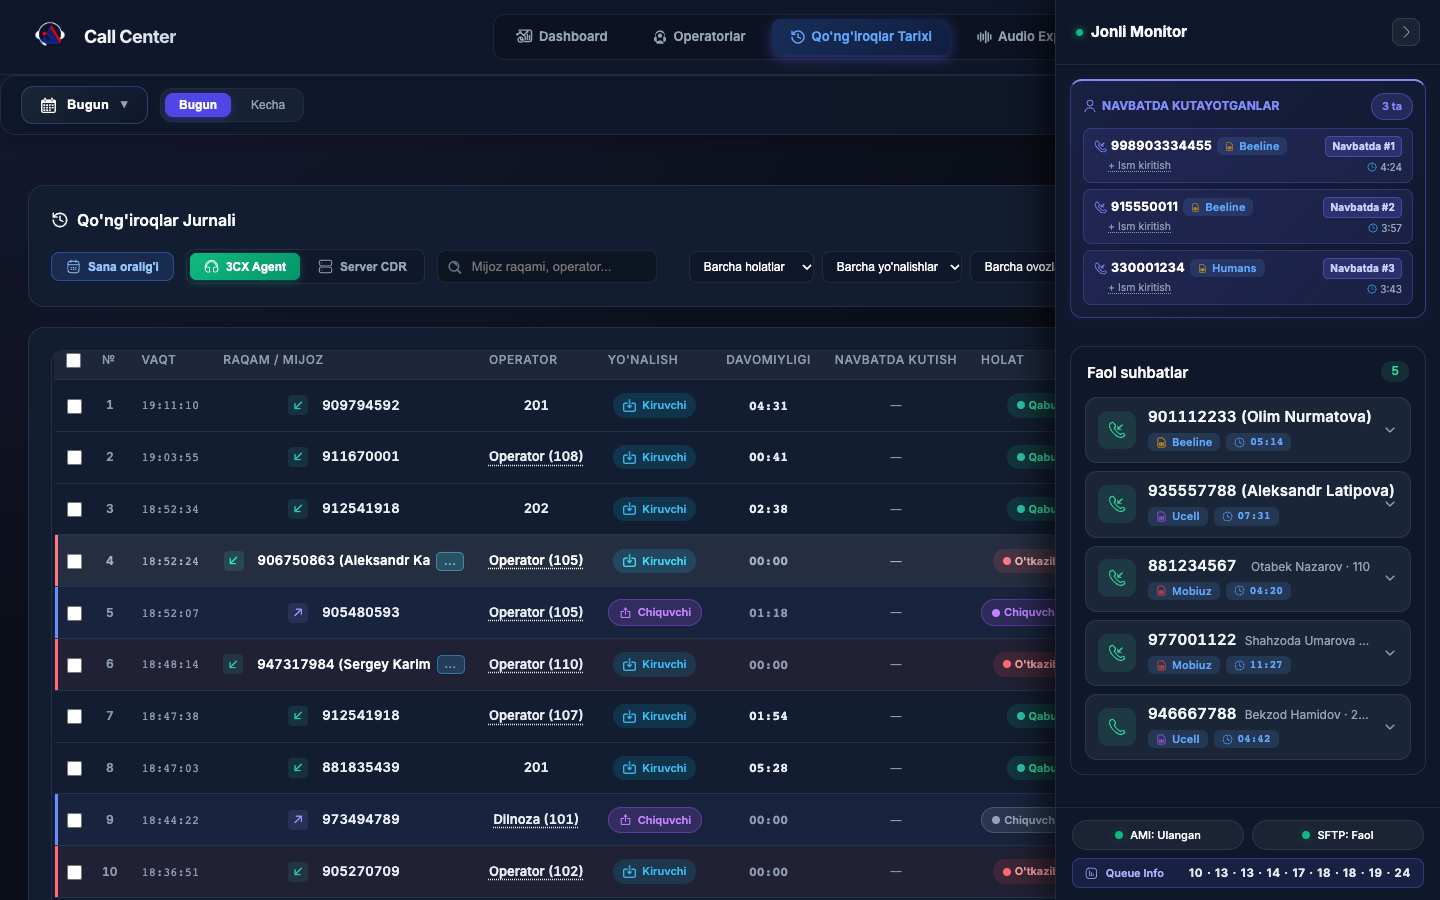 Call Center
Dashboard
Operatorlar
Qo'ng'iroqlar Tarixi
Audio Exp
Bugun ▼
Bugun
Kecha
Qo'ng'iroqlar Jurnali
Sana oralig'i
3CX Agent
Server CDR
Mijoz raqami, operator...
Barcha holatlar
Barcha yo'nalishlar
Barcha ovozl
№ VAQT RAQAM / MIJOZ OPERATOR YO'NALISH DAVOMIYLIGI NAVBATDA KUTISH HOLAT
1 19:11:10 909794592 201 Kiruvchi 04:31 — Qabu
2 19:03:55 911670001 Operator (108) Kiruvchi 00:41 — Qabu
3 18:52:34 912541918 202 Kiruvchi 02:38 — Qabu
4 18:52:24 906750863 (Aleksandr Ka ... Operator (105) Kiruvchi 00:00 — O'tkazil
5 18:52:07 905480593 Operator (105) Chiquvchi 01:18 — Chiquvch
6 18:48:14 947317984 (Sergey Karim ... Operator (110) Kiruvchi 00:00 — O'tkazil
7 18:47:38 912541918 Operator (107) Kiruvchi 01:54 — Qabu
8 18:47:03 881835439 201 Kiruvchi 05:28 — Qabu
9 18:44:22 973494789 Dilnoza (101) Chiquvchi 00:00 — Chiquvch
10 18:36:51 905270709 Operator (102) Kiruvchi 00:00 — O'tkazil
Jonli Monitor
NAVBATDA KUTAYOTGANLAR 3 ta
998903334455 Beeline Navbatda #1
+ Ism kiritish 4:24
915550011 Beeline Navbatda #2
+ Ism kiritish 3:57
330001234 Humans Navbatda #3
+ Ism kiritish 3:43
Faol suhbatlar 5
901112233 (Olim Nurmatova)
Beeline 05:14
935557788 (Aleksandr Latipova)
Ucell 07:31
881234567 Otabek Nazarov · 110
Mobiuz 04:20
977001122 Shahzoda Umarova ...
Mobiuz 11:27
946667788 Bekzod Hamidov · 2...
Ucell 04:42
AMI: Ulangan
SFTP: Faol
Queue Info 10 · 13 · 13 · 14 · 17 · 18 · 18 · 19 · 24